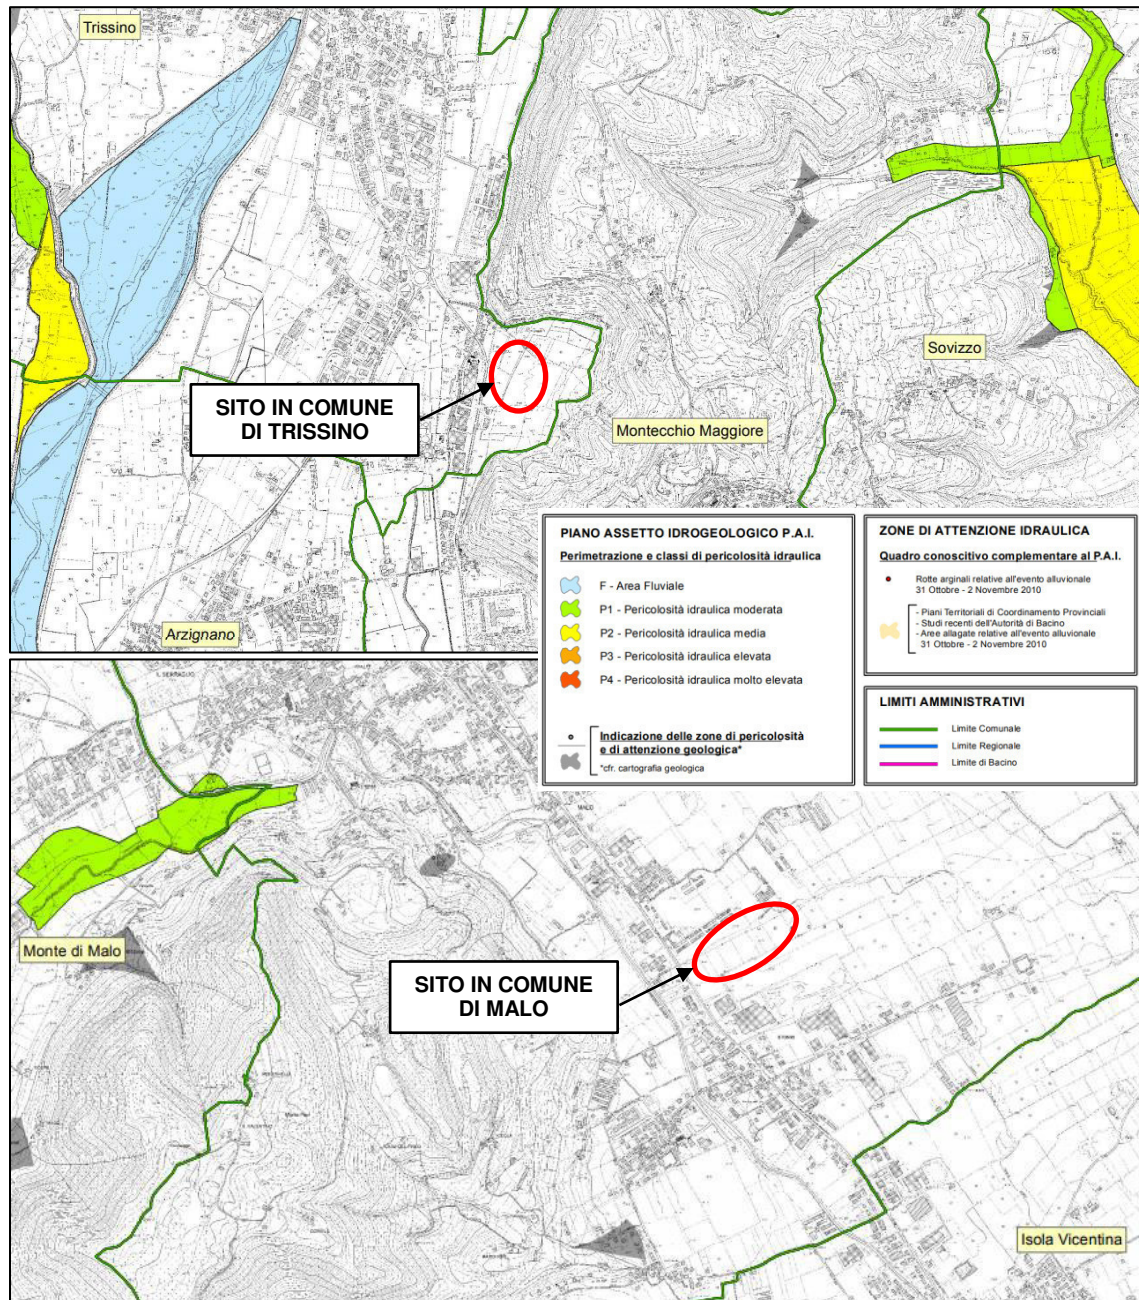 Trissino
Sovizzo
SITO IN COMUNE
DI TRISSINO
Montecchio Maggiore
Arzignano
PIANO ASSETTO IDROGEOLOGICO P.A.I.
Perimetrazione e classi di pericolosità idraulica
F - Area Fluviale
P1 - Pericolosità idraulica moderata
P2 - Pericolosità idraulica media
P3 - Pericolosità idraulica elevata
P4 - Pericolosità idraulica molto elevata
Indicazione delle zone di pericolosità
e di attenzione geologica*
*cfr. cartografia geologica
ZONE DI ATTENZIONE IDRAULICA
Quadro conoscitivo complementare al P.A.I.
Rotte arginali relative all'evento alluvionale
31 Ottobre - 2 Novembre 2010
- Piani Territoriali di Coordinamento Provinciali
- Studi recenti dell'Autorità di Bacino
- Aree allagate relative all'evento alluvionale
31 Ottobre - 2 Novembre 2010
LIMITI AMMINISTRATIVI
Limite Comunale
Limite Regionale
Limite di Bacino
IL SERRAGLIO
MALO
Monte di Malo
SITO IN COMUNE
DI MALO
Isola Vicentina